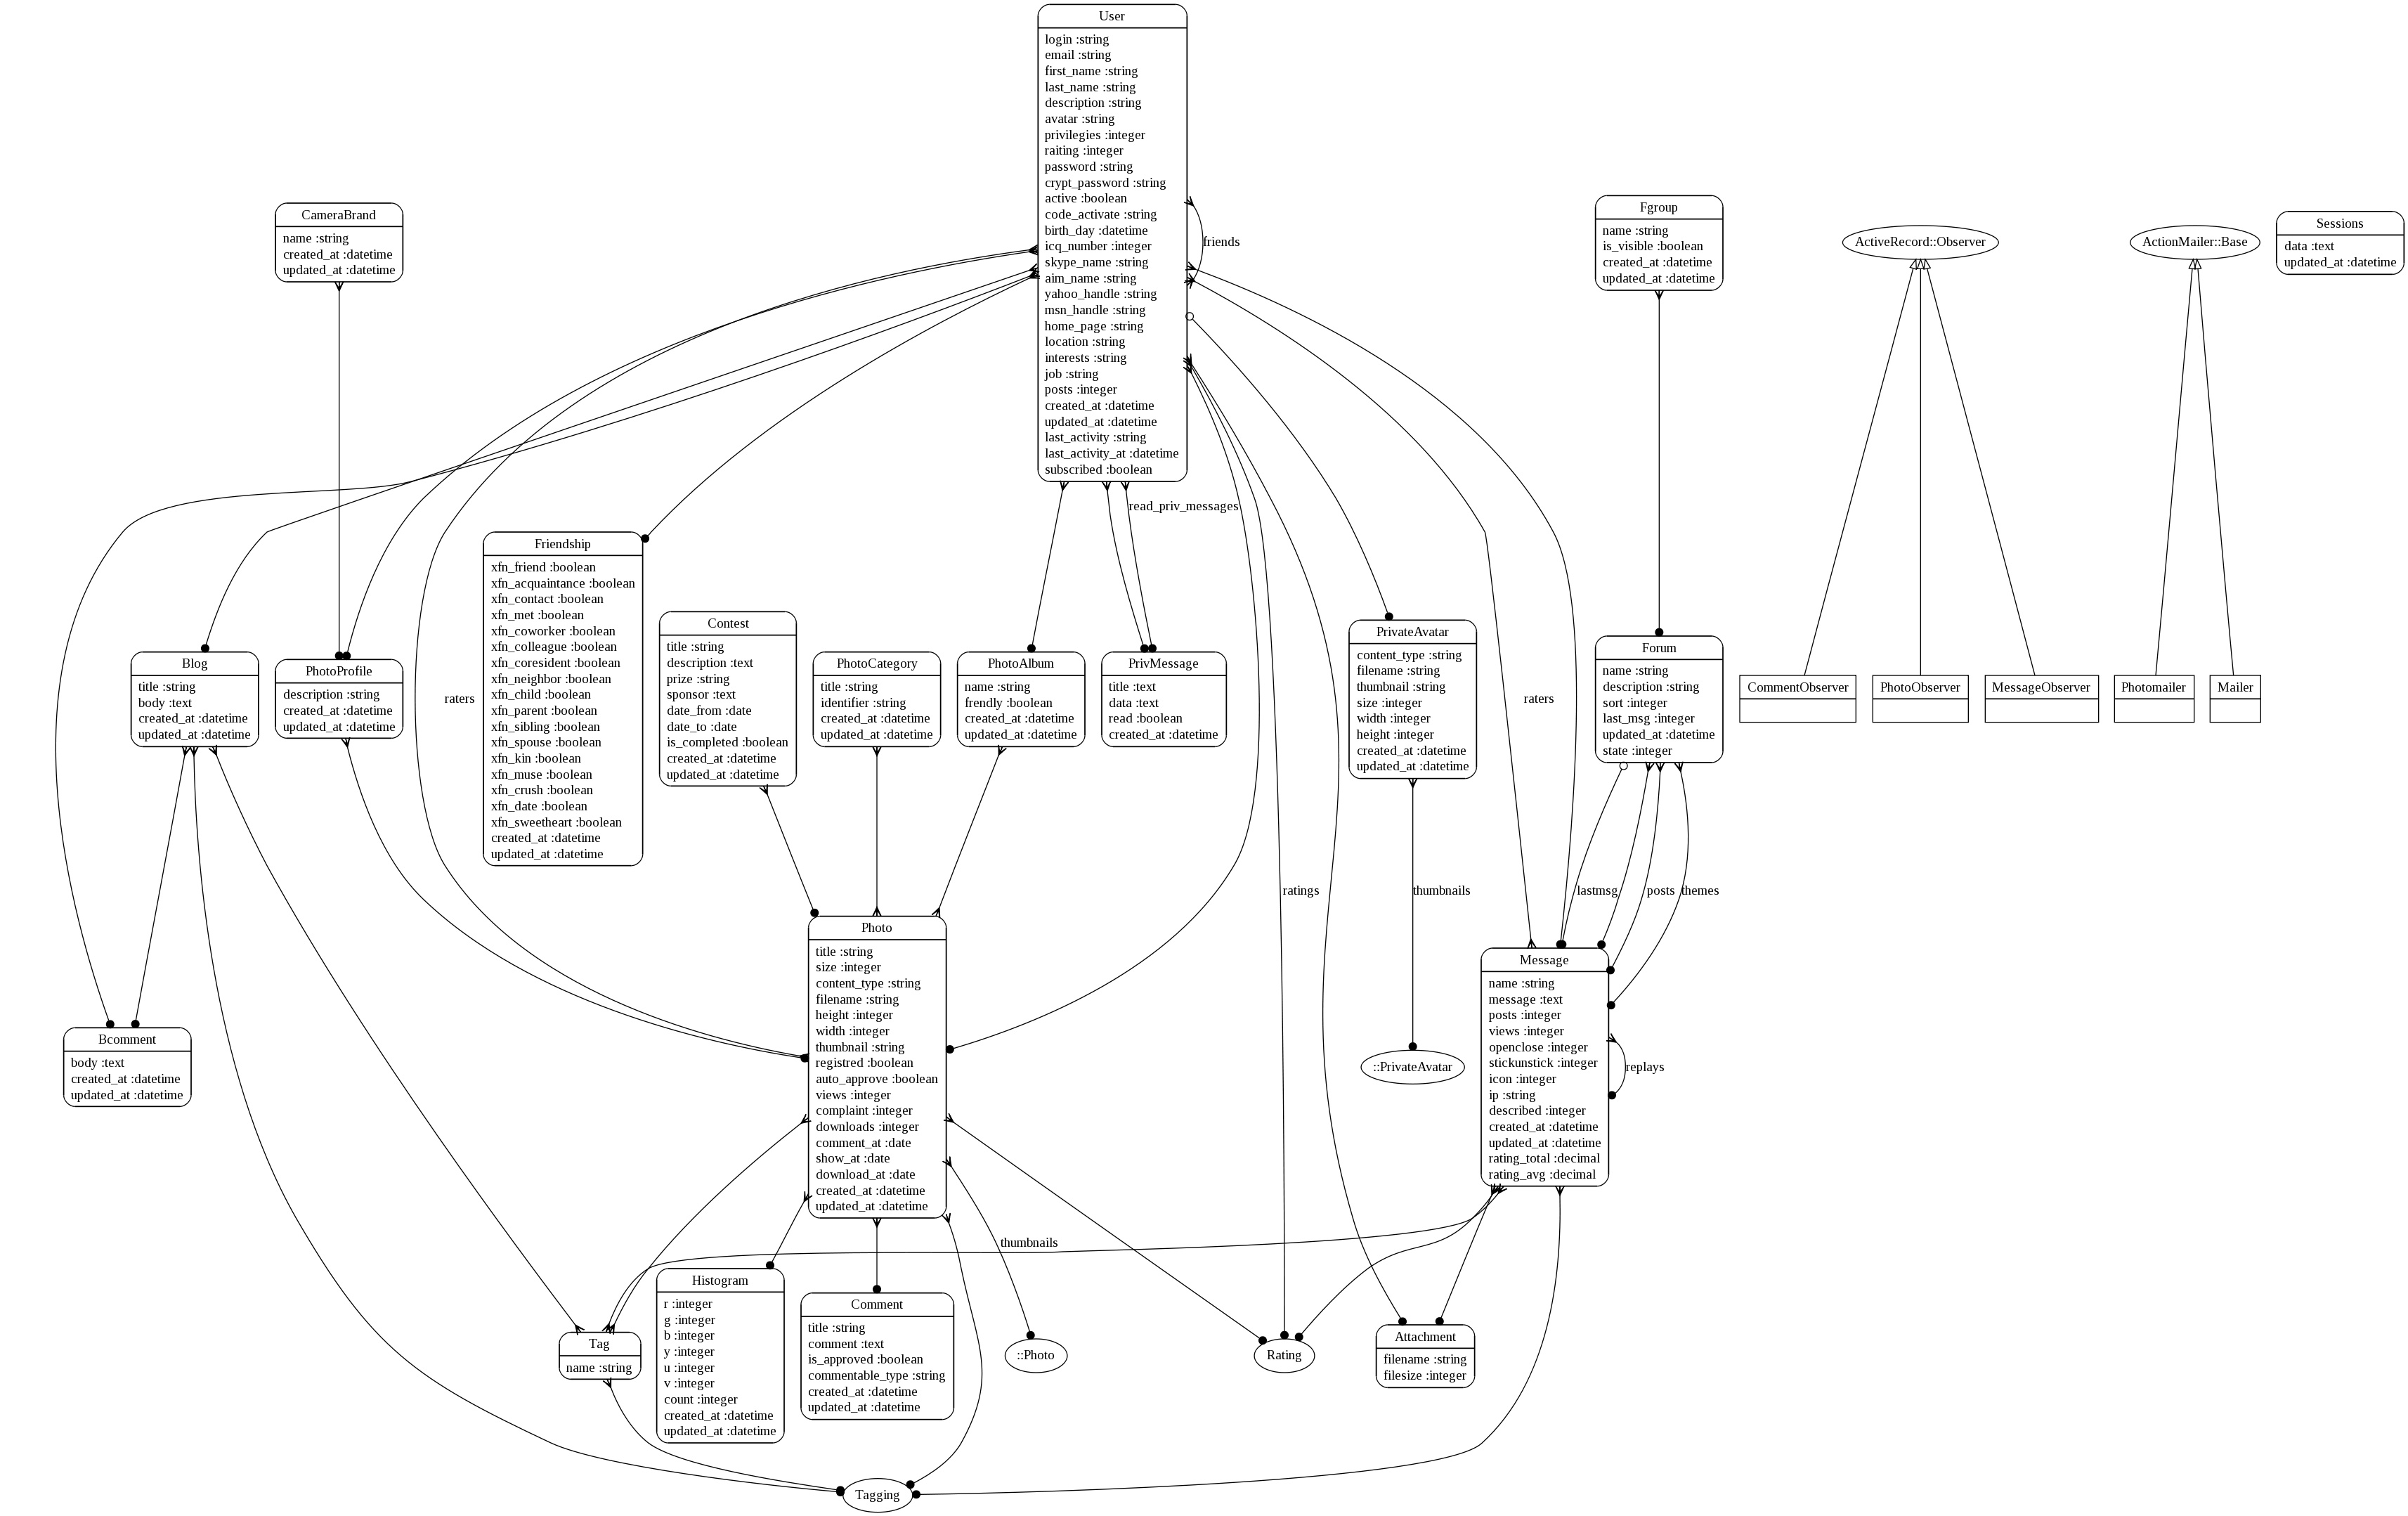 User
login :string
email :string
first_name :string
last_name :string
description :string
avatar :string
privilegies :integer
raiting :integer
password :string
crypt_password :string
active :boolean
code_activate :string
birth_day :datetime
icq_number :integer
skype_name :string
aim_name :string
yahoo_handle :string
msn_handle :string
home_page :string
location :string
interests :string
job :string
posts :integer
created_at :datetime
updated_at :datetime
last_activity :string
last_activity_at :datetime
subscribed :boolean
friends
CameraBrand
name :string
created_at :datetime
updated_at :datetime
Fgroup
name :string
is_visible :boolean
created_at :datetime
updated_at :datetime
ActiveRecord::Observer
ActionMailer::Base
Sessions
data :text
updated_at :datetime
read_priv_messages
Friendship
xfn_friend :boolean
xfn_acquaintance :boolean
xfn_contact :boolean
xfn_met :boolean
xfn_coworker :boolean
xfn_colleague :boolean
xfn_coresident :boolean
xfn_neighbor :boolean
xfn_child :boolean
xfn_parent :boolean
xfn_sibling :boolean
xfn_spouse :boolean
xfn_kin :boolean
xfn_muse :boolean
xfn_crush :boolean
xfn_date :boolean
xfn_sweetheart :boolean
created_at :datetime
updated_at :datetime
Blog
title :string
body :text
created_at :datetime
updated_at :datetime
PhotoProfile
description :string
created_at :datetime
updated_at :datetime
raters
Contest
title :string
description :text
prize :string
sponsor :text
date_from :date
date_to :date
is_completed :boolean
created_at :datetime
updated_at :datetime
PhotoCategory
title :string
identifier :string
created_at :datetime
updated_at :datetime
PhotoAlbum
name :string
frendly :boolean
created_at :datetime
updated_at :datetime
PrivMessage
title :text
data :text
read :boolean
created_at :datetime
PrivateAvatar
content_type :string
filename :string
thumbnail :string
size :integer
width :integer
height :integer
created_at :datetime
updated_at :datetime
raters
Forum
name :string
description :string
sort :integer
last_msg :integer
updated_at :datetime
state :integer
CommentObserver
PhotoObserver
MessageObserver
Photomailer
Mailer
ratings
thumbnails
lastmsg
posts
themes
Photo
title :string
size :integer
content_type :string
filename :string
height :integer
width :integer
thumbnail :string
registred :boolean
auto_approve :boolean
views :integer
complaint :integer
downloads :integer
comment_at :date
show_at :date
download_at :date
created_at :datetime
updated_at :datetime
Message
name :string
message :text
posts :integer
views :integer
openclose :integer
stickunstick :integer
icon :integer
ip :string
described :integer
created_at :datetime
updated_at :datetime
rating_total :decimal
rating_avg :decimal
replays
Bcomment
body :text
created_at :datetime
updated_at :datetime
::PrivateAvatar
thumbnails
Tag
name :string
Histogram
r :integer
g :integer
b :integer
y :integer
u :integer
v :integer
count :integer
created_at :datetime
updated_at :datetime
Comment
title :string
comment :text
is_approved :boolean
commentable_type :string
created_at :datetime
updated_at :datetime
::Photo
Rating
Attachment
filename :string
filesize :integer
Tagging